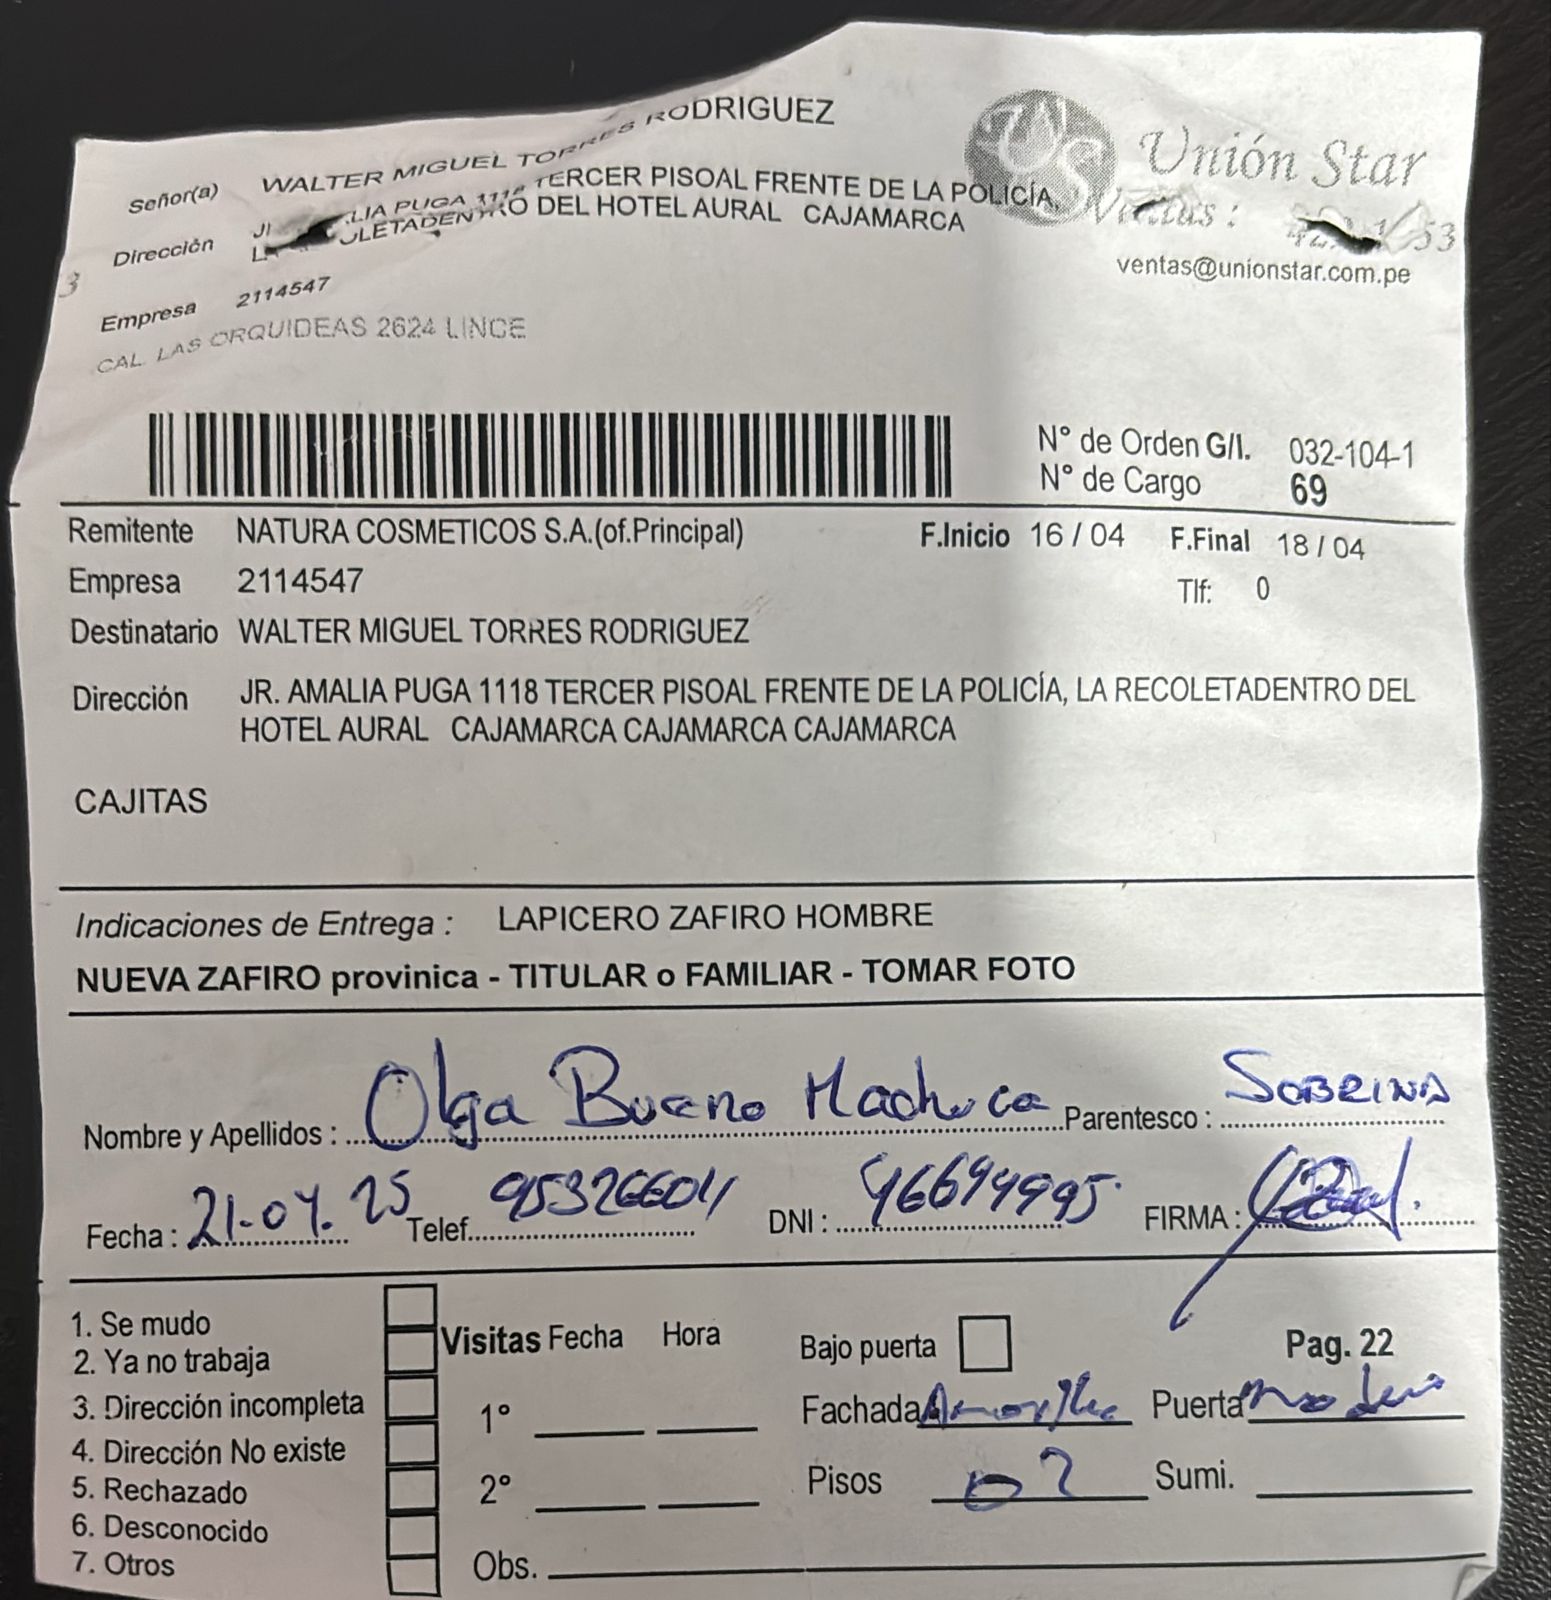 Señor(a) WALTER MIGUEL TORRES RODRIGUEZ
Unión Star
Dirección LIA PUGA 1118 TERCER PISOAL FRENTE DE LA POLICÍA,
DEL HOTEL AURAL CAJAMARCA
3
ventas@unionstar.com.pe
Empresa 2114547
CAL. LAS ORQUIDEAS 2624 LINCE
N° de Orden G/I. 032-104-1
N° de Cargo 69
Remitente NATURA COSMETICOS S.A.(of.Principal) F.Inicio 16 / 04 F.Final 18 / 04
Empresa 2114547 Tlf: 0
Destinatario WALTER MIGUEL TORRES RODRIGUEZ
Dirección JR. AMALIA PUGA 1118 TERCER PISOAL FRENTE DE LA POLICÍA, LA RECOLETADENTRO DEL
HOTEL AURAL CAJAMARCA CAJAMARCA CAJAMARCA
CAJITAS
Indicaciones de Entrega : LAPICERO ZAFIRO HOMBRE
NUEVA ZAFIRO provinica - TITULAR o FAMILIAR - TOMAR FOTO
Nombre y Apellidos : Olga Bueno Machuca Parentesco : SOBRINA
Fecha : 21-04. 25 Telef. 953266011 DNI : 46694995 FIRMA :
1. Se mudo
2. Ya no trabaja
3. Dirección incompleta
4. Dirección No existe
5. Rechazado
6. Desconocido
7. Otros
Visitas Fecha Hora
1°
2°
Obs.
Bajo puerta Pag. 22
Fachada Amarilla Puerta madera
Pisos 02 Sumi.